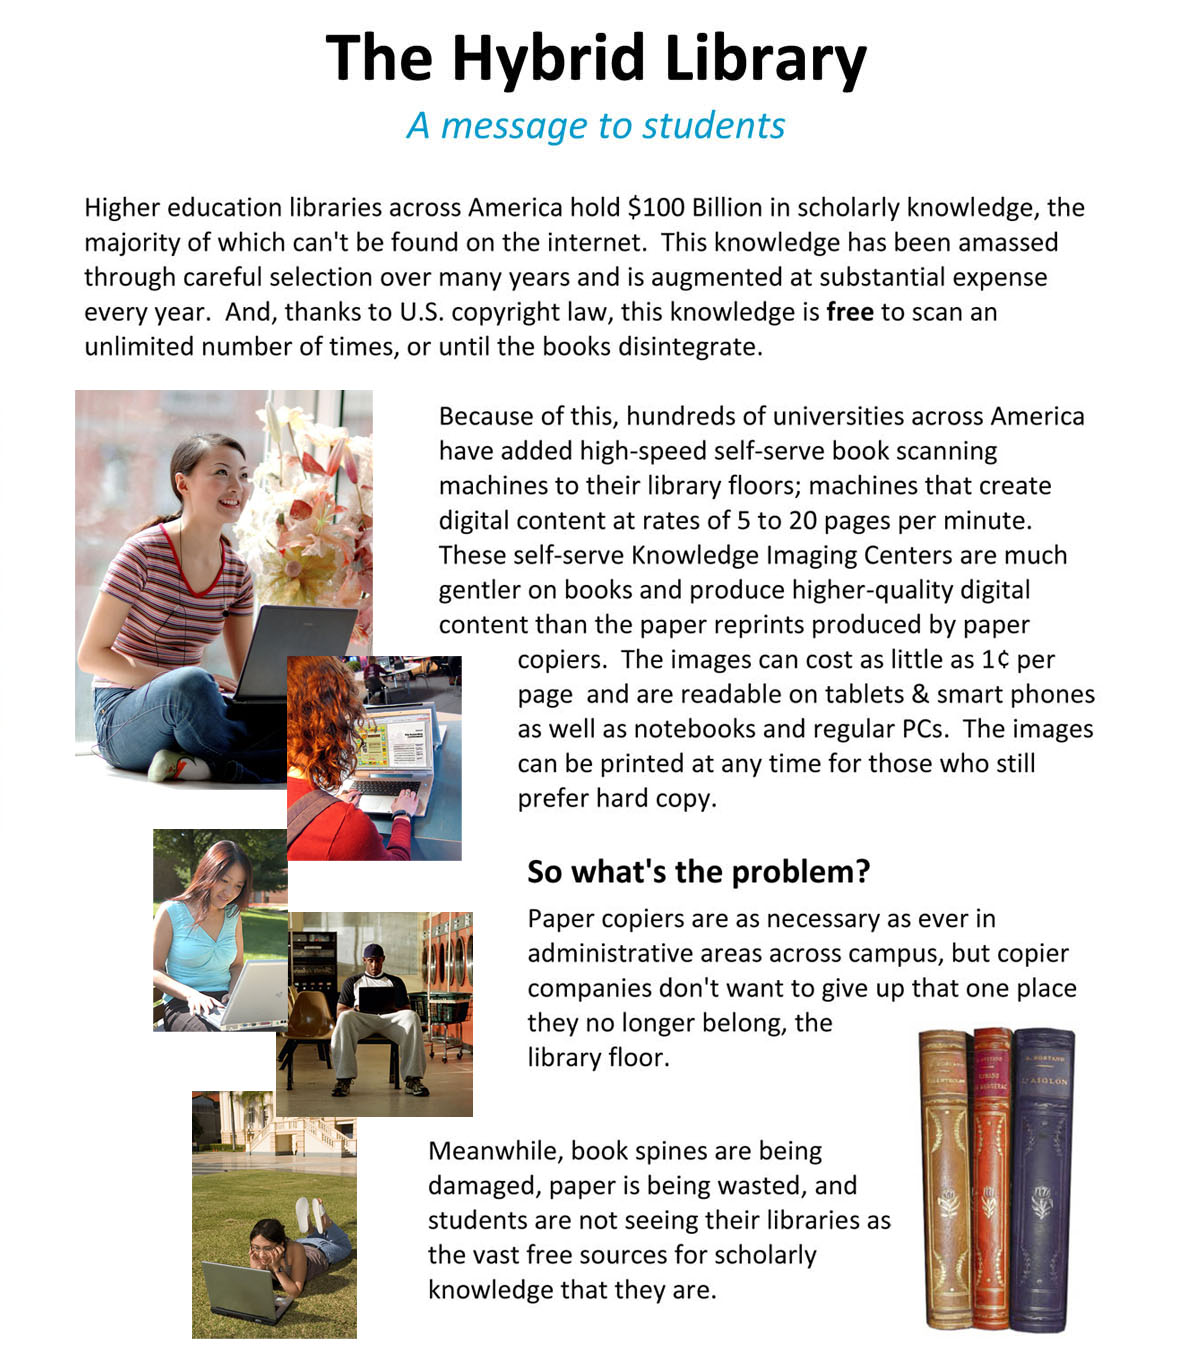 The Hybrid Library
A message to students
Higher education libraries across America hold $100 Billion in scholarly knowledge, the
majority of which can't be found on the internet.  This knowledge has been amassed
through careful selection over many years and is augmented at substantial expense
every year.  And, thanks to U.S. copyright law, this knowledge is free to scan an
unlimited number of times, or until the books disintegrate.
Because of this, hundreds of universities across America
have added high-speed self-serve book scanning
machines to their library floors; machines that create
digital content at rates of 5 to 20 pages per minute.
These self-serve Knowledge Imaging Centers are much
gentler on books and produce higher-quality digital
content than the paper reprints produced by paper
copiers.  The images can cost as little as 1¢ per
page  and are readable on tablets & smart phones
as well as notebooks and regular PCs.  The images
can be printed at any time for those who still
prefer hard copy.
So what's the problem?
Paper copiers are as necessary as ever in
administrative areas across campus, but copier
companies don't want to give up that one place
they no longer belong, the
library floor.
Meanwhile, book spines are being
damaged, paper is being wasted, and
students are not seeing their libraries as
the vast free sources for scholarly
knowledge that they are.
L'AIGLON